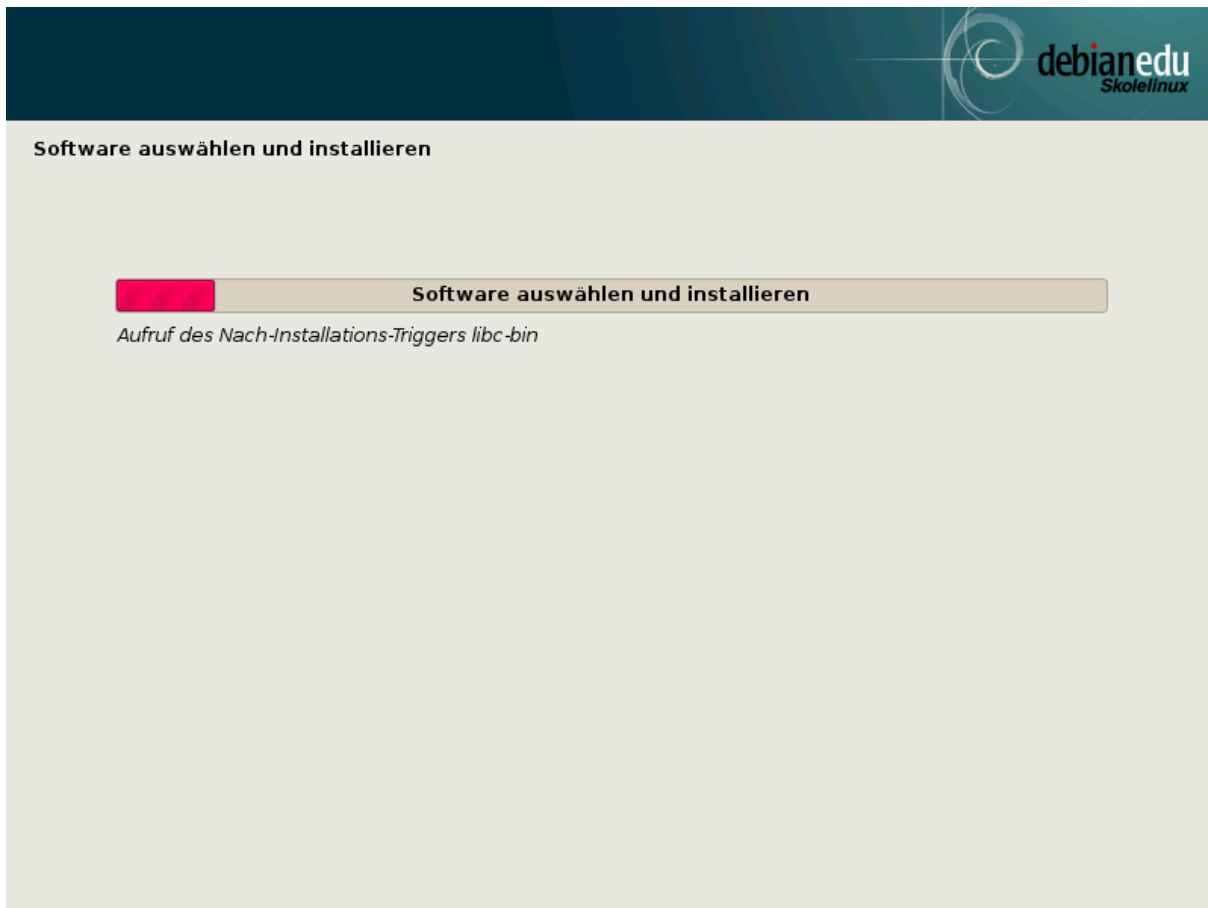 debianedu
Skolelinux
Software auswählen und installieren
Software auswählen und installieren
Aufruf des Nach-Installations-Triggers libc-bin